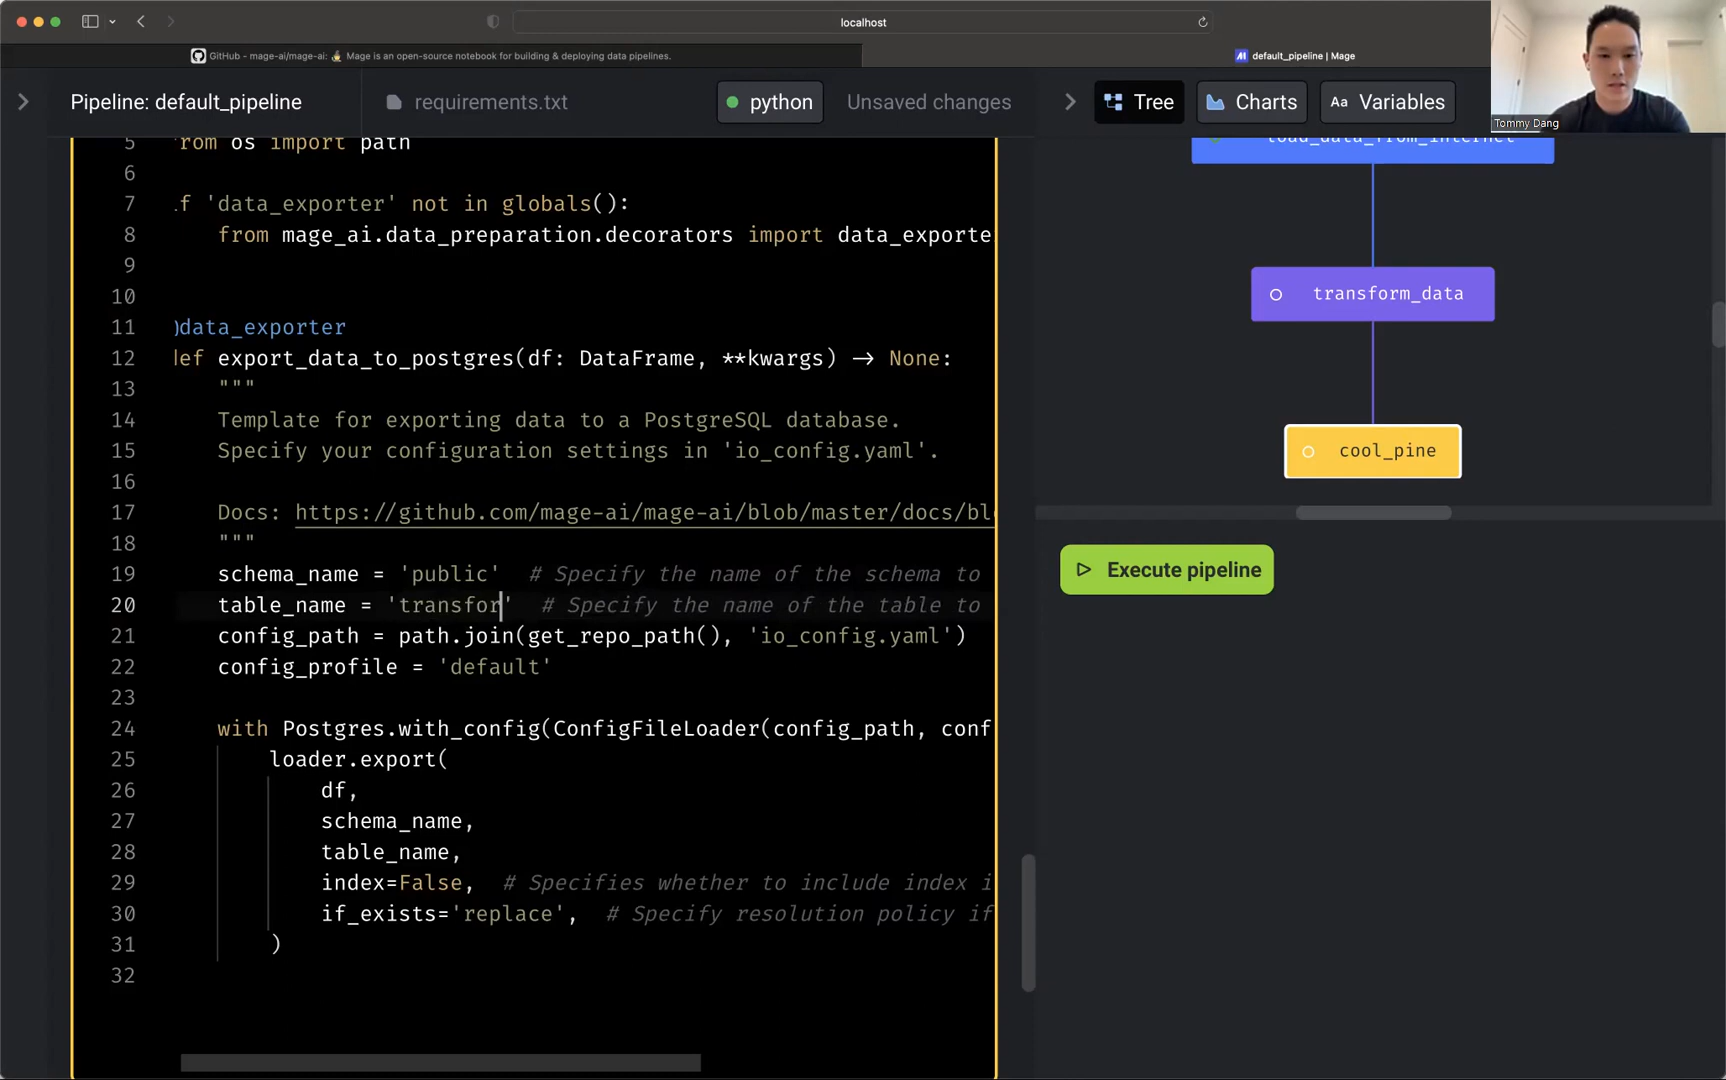 localhost
GitHub - mage-ai/mage-ai: 🧙 Mage is an open-source notebook for building & deploying data pipelines.
default_pipeline | Mage
Pipeline: default_pipeline
requirements.txt
python
Unsaved changes
Tree
Charts
Aa Variables
Tommy Dang
5 rom os import path
6
7 f 'data_exporter' not in globals():
8 from mage_ai.data_preparation.decorators import data_exporte
9
10
11 data_exporter
12 ef export_data_to_postgres(df: DataFrame, **kwargs) → None:
13 """
14 Template for exporting data to a PostgreSQL database.
15 Specify your configuration settings in 'io_config.yaml'.
16
17 Docs: https://github.com/mage-ai/mage-ai/blob/master/docs/bl
18 """
19 schema_name = 'public' # Specify the name of the schema to
20 table_name = 'transfor' # Specify the name of the table to
21 config_path = path.join(get_repo_path(), 'io_config.yaml')
22 config_profile = 'default'
23
24 with Postgres.with_config(ConfigFileLoader(config_path, conf
25 loader.export(
26 df,
27 schema_name,
28 table_name,
29 index=False, # Specifies whether to include index i
30 if_exists='replace', # Specify resolution policy if
31 )
32
load_data_from_internet
transform_data
cool_pine
Execute pipeline